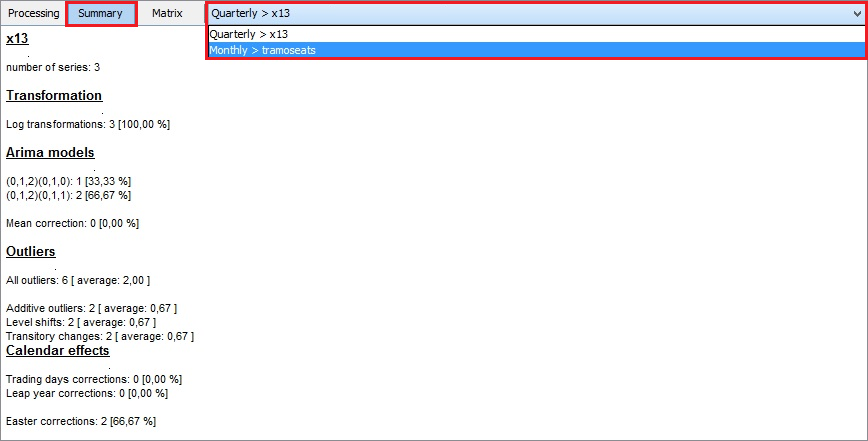 Processing Summary Matrix Quarterly > x13
Quarterly > x13
Monthly > tramoseats
x13
number of series: 3
Transformation
Log transformations: 3 [100,00 %]
Arima models
(0,1,2)(0,1,0): 1 [33,33 %]
(0,1,2)(0,1,1): 2 [66,67 %]
Mean correction: 0 [0,00 %]
Outliers
All outliers: 6 [ average: 2,00 ]
Additive outliers: 2 [ average: 0,67 ]
Level shifts: 2 [ average: 0,67 ]
Transitory changes: 2 [ average: 0,67 ]
Calendar effects
Trading days corrections: 0 [0,00 %]
Leap year corrections: 0 [0,00 %]
Easter corrections: 2 [66,67 %]